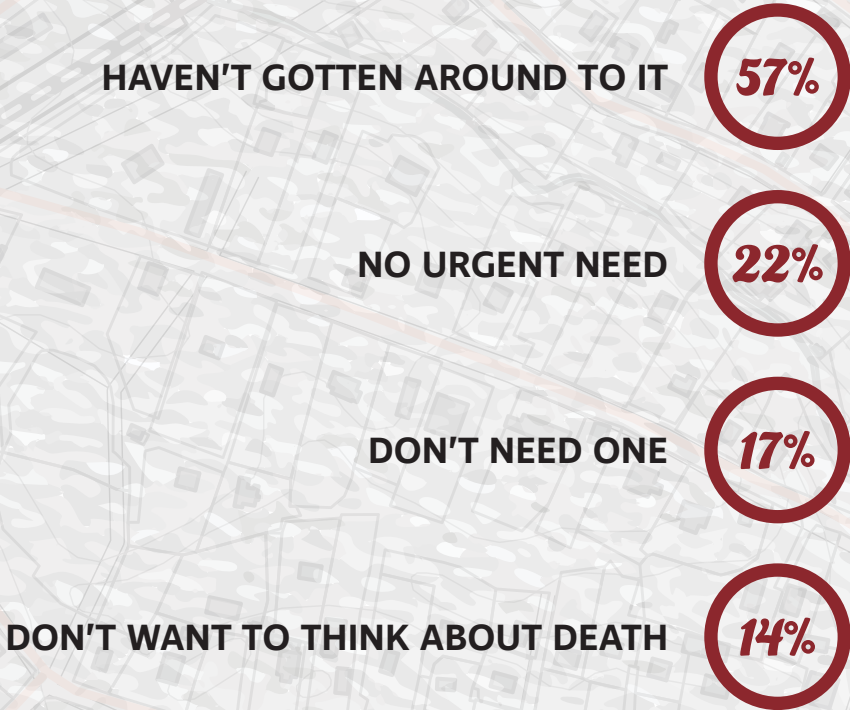 HAVEN'T GOTTEN AROUND TO IT 57%
NO URGENT NEED 22%
DON'T NEED ONE 17%
DON'T WANT TO THINK ABOUT DEATH 14%